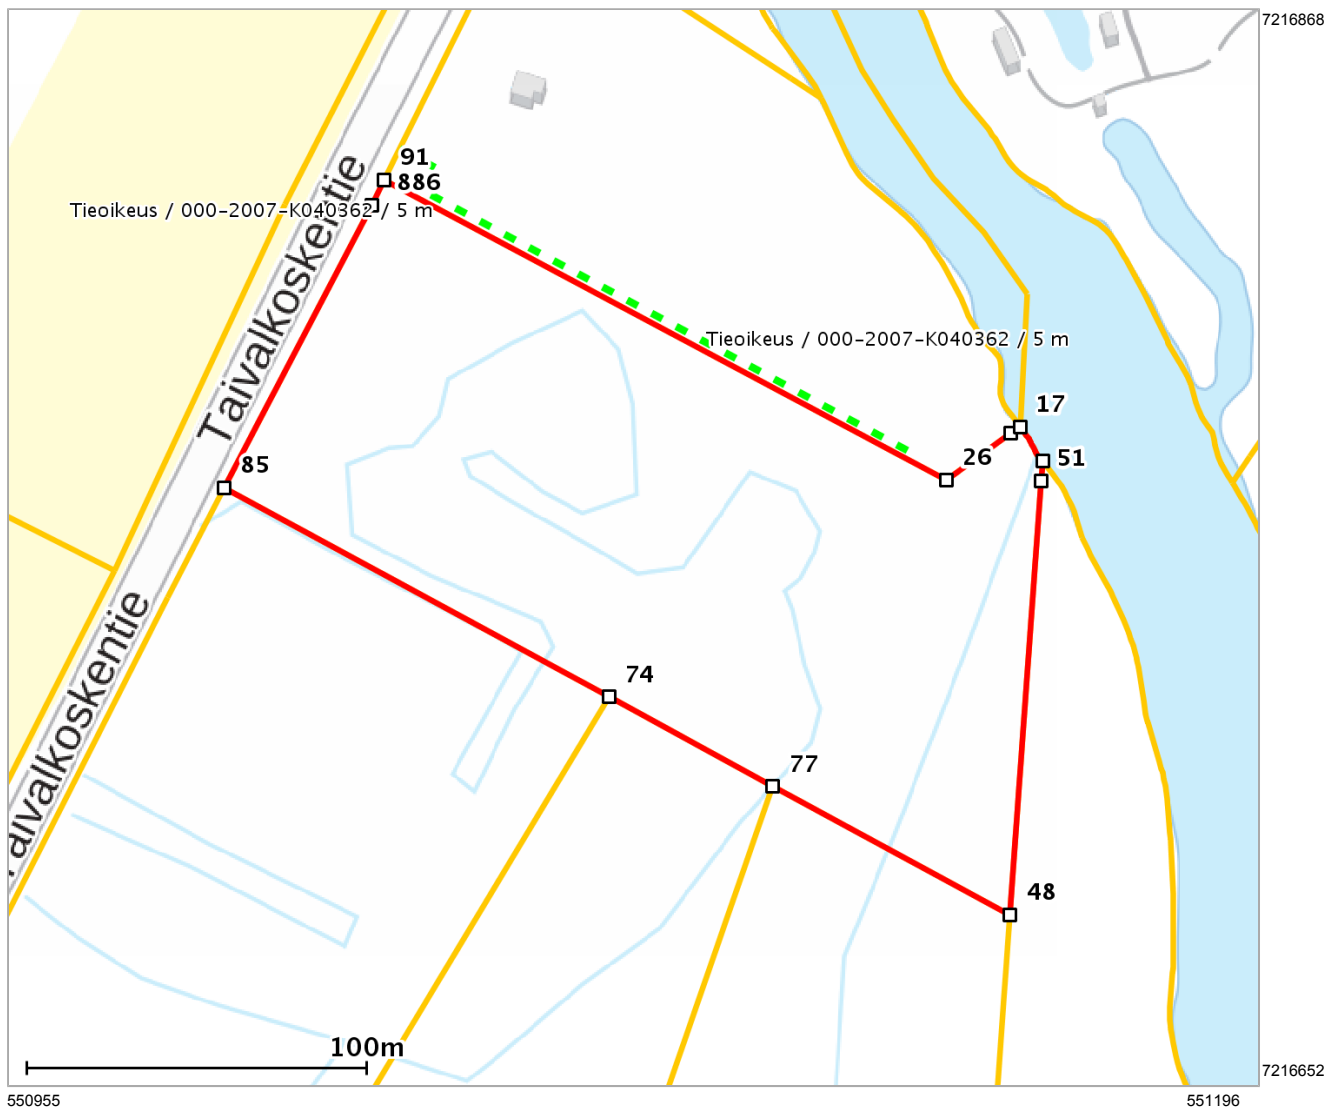 7216868
91
886
Tieoikeus / 000-2007-K040362 / 5 m
Taivalkoskentie
Tieoikeus / 000-2007-K040362 / 5 m
17
26
51
85
Taivalkoskentie
74
77
48
100m
7216652
550955
551196